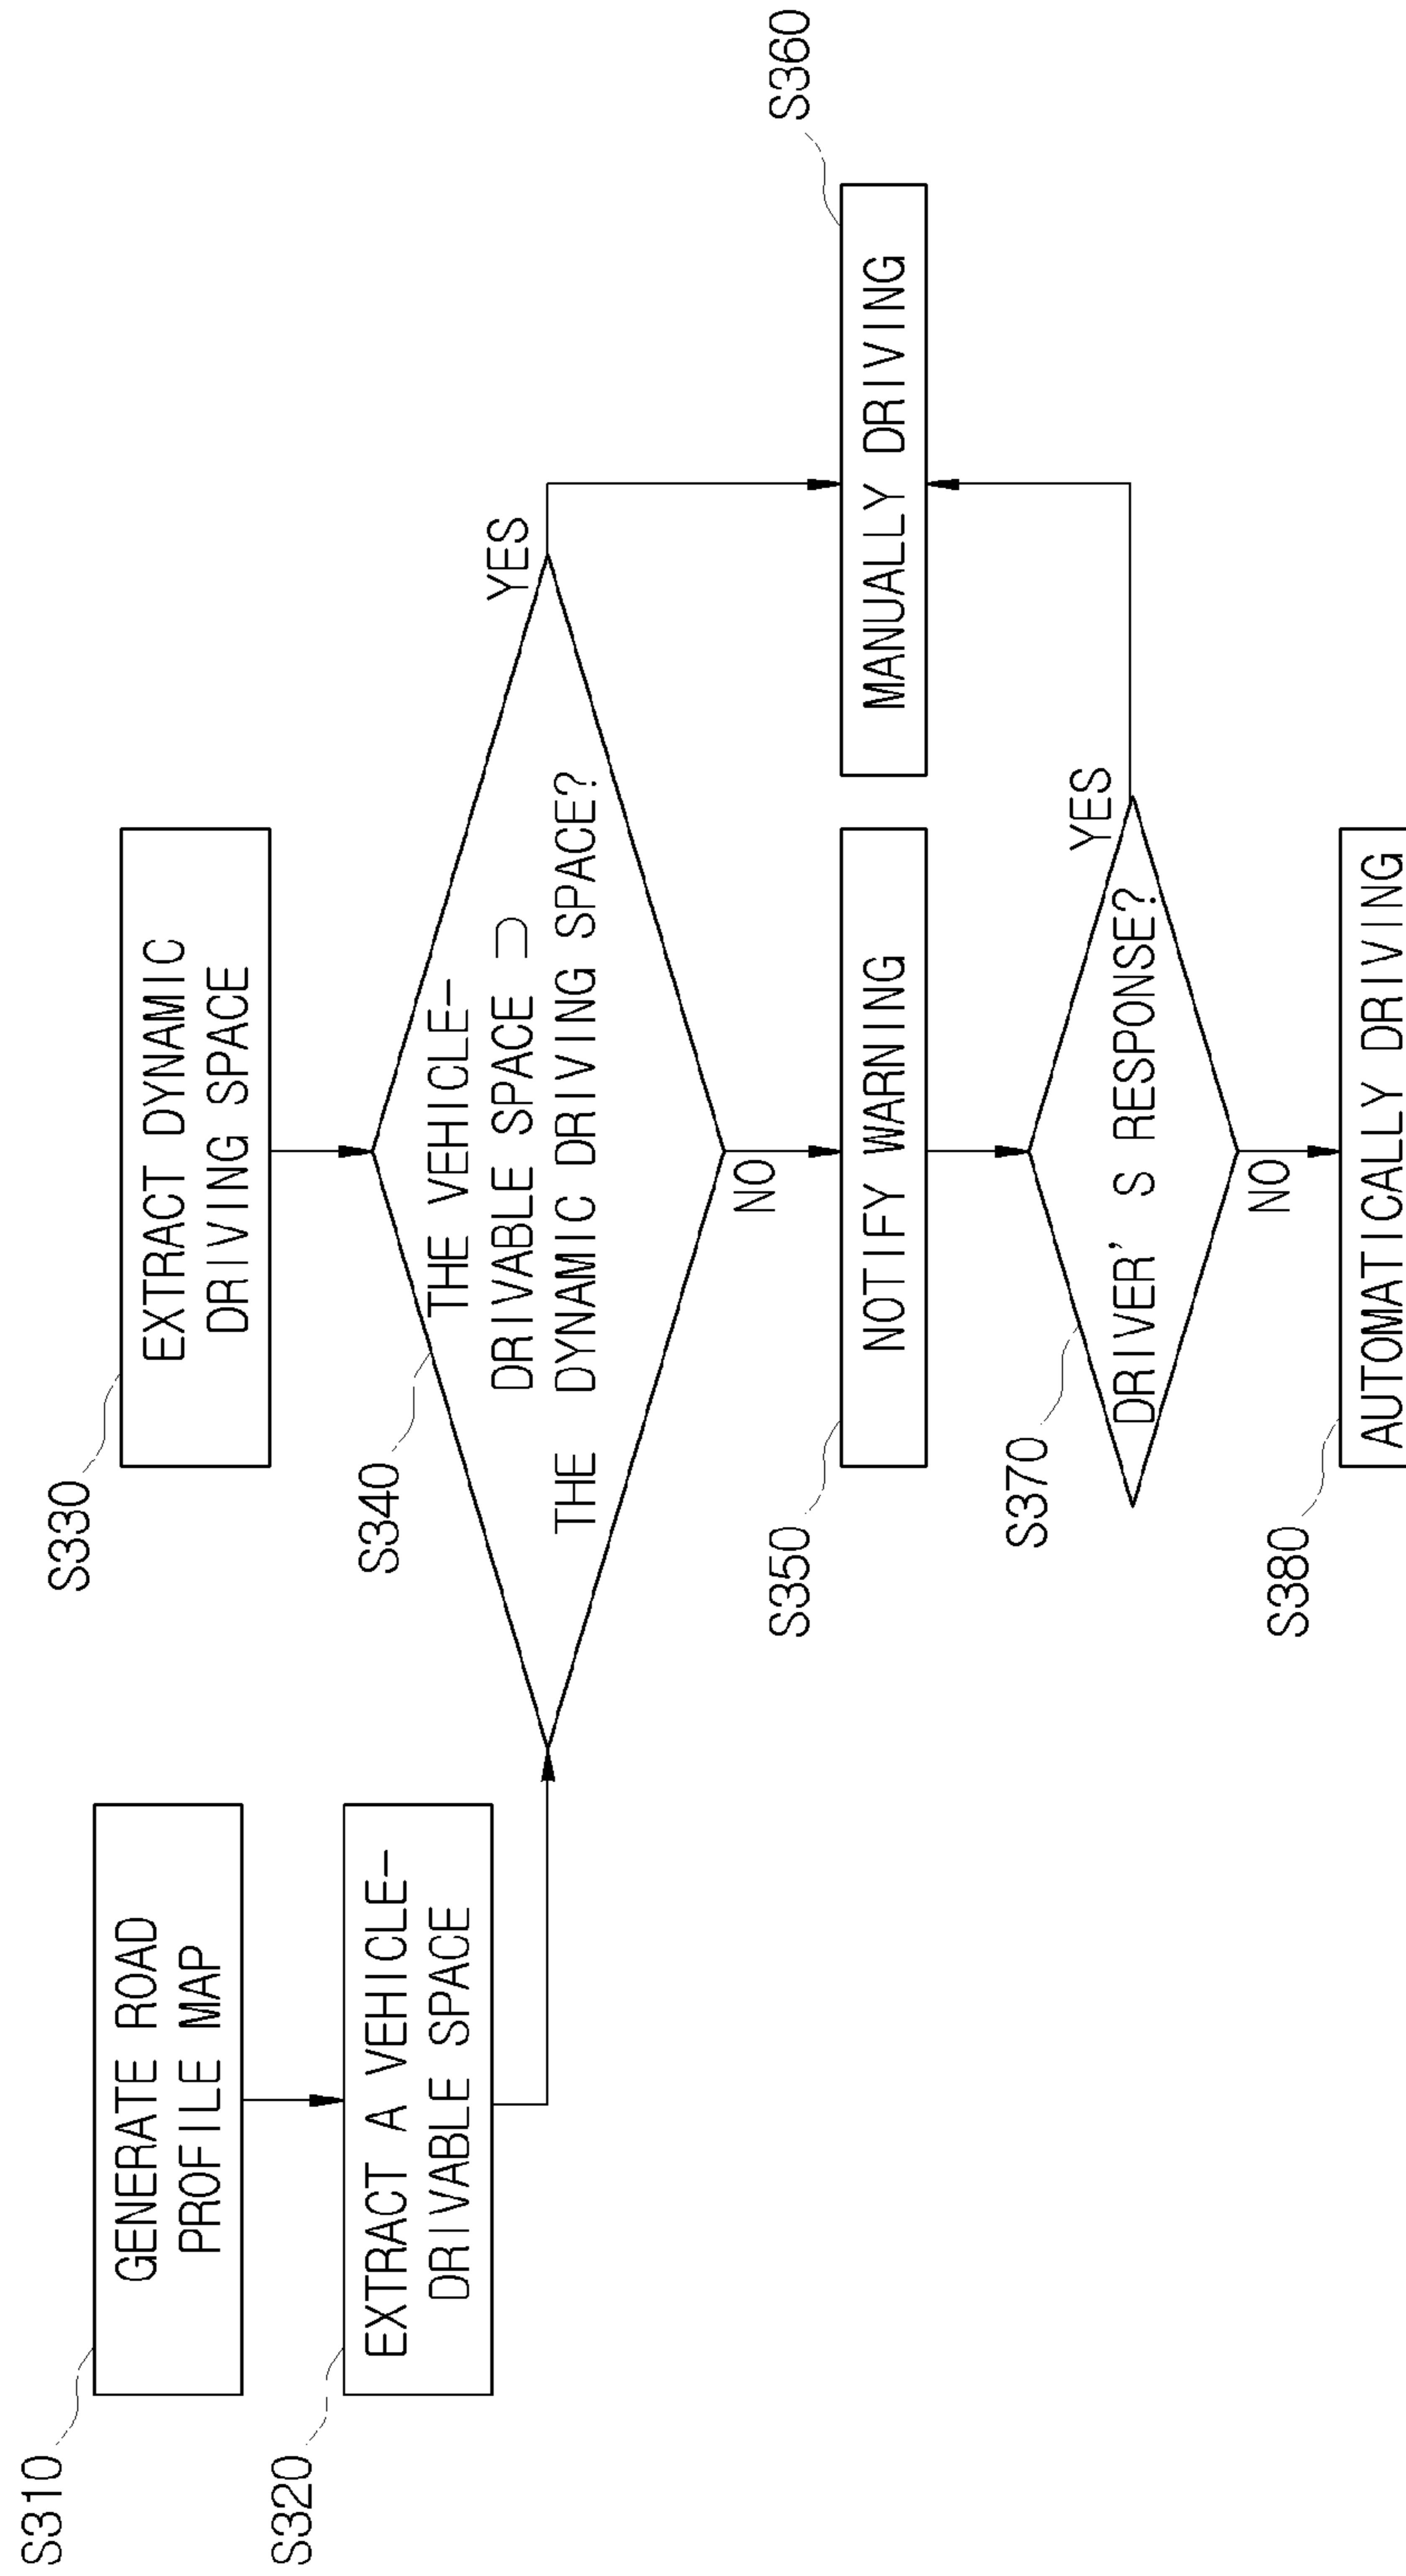 S310
GENERATE ROAD
PROFILE MAP
S320
EXTRACT A VEHICLE-
DRIVABLE SPACE
S330
EXTRACT DYNAMIC
DRIVING SPACE
S340
THE VEHICLE-
DRIVABLE SPACE ⊃
THE DYNAMIC DRIVING SPACE?
YES
NO
S350
NOTIFY WARNING
S360
MANUALLY DRIVING
S370
DRIVER' S RESPONSE?
YES
NO
S380
AUTOMATICALLY DRIVING